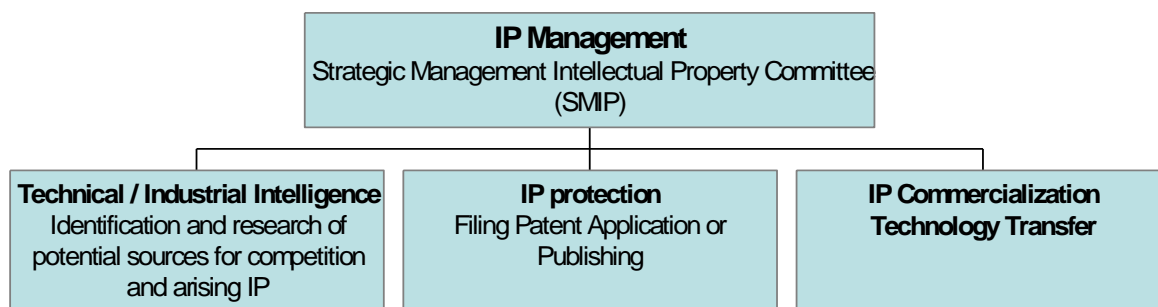 IP Management
Strategic Management Intellectual Property Committee
(SMIP)
Technical / Industrial Intelligence
Identification and research of
potential sources for competition
and arising IP
IP protection
Filing Patent Application or
Publishing
IP Commercialization
Technology Transfer